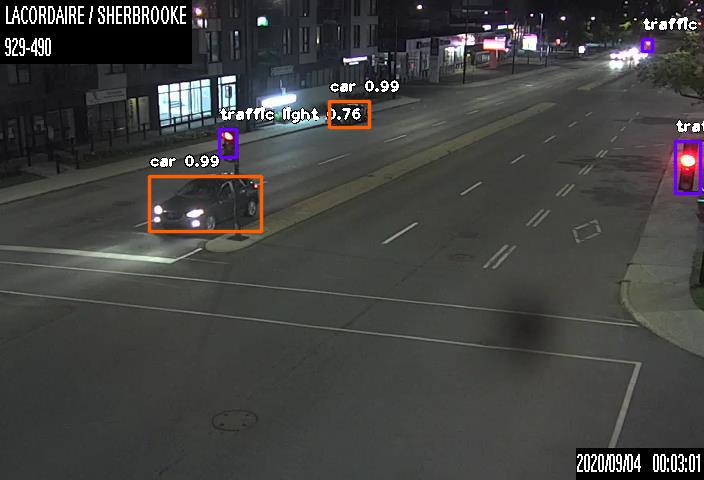 LACORDAIRE / SHERBROOKE
929-490
traffic
car 0.99
traffic light 0.76
traf
car 0.99
2020/09/04 00:03:01